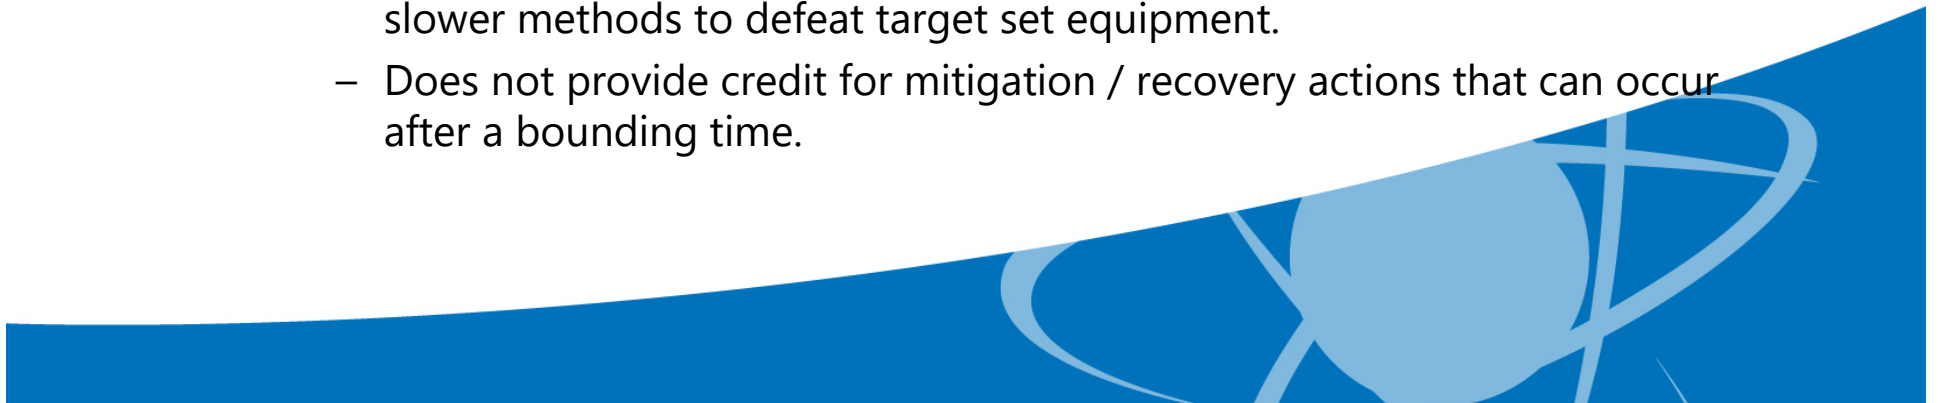 slower methods to defeat target set equipment.
– Does not provide credit for mitigation / recovery actions that can occur
after a bounding time.